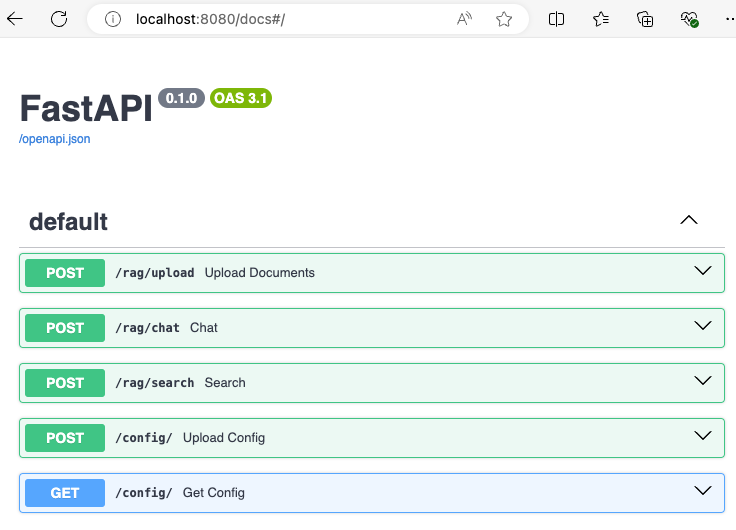 localhost:8080/docs#/
FastAPI 0.1.0 OAS 3.1
/openapi.json
default
POST /rag/upload Upload Documents
POST /rag/chat Chat
POST /rag/search Search
POST /config/ Upload Config
GET /config/ Get Config